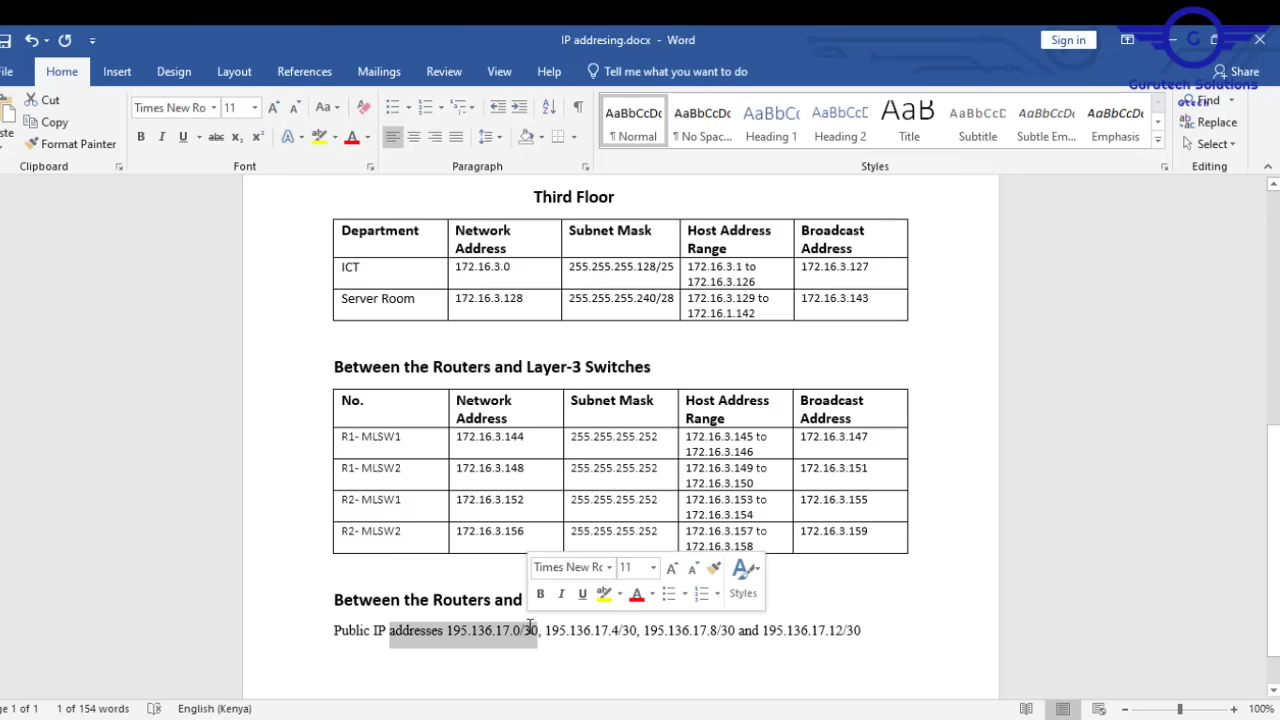 IP addresing.docx - Word
Sign in
G
Gurutech Solutions
File Home Insert Design Layout References Mailings Review View Help Tell me what you want to do Share
Cut
Copy
Format Painter
Clipboard
Times New Ro 11
Font
Paragraph
AaBbCcDc AaBbCcDc AaBbCc AaBbCcD AaB AaBbCcD AaBbCcDt AaBbCcDt
¶ Normal ¶ No Spac... Heading 1 Heading 2 Title Subtitle Subtle Em... Emphasis
Styles
Find
Replace
Select
Editing
Third Floor
Department Network Address Subnet Mask Host Address Range Broadcast Address
ICT 172.16.3.0 255.255.255.128/25 172.16.3.1 to 172.16.3.126 172.16.3.127
Server Room 172.16.3.128 255.255.255.240/28 172.16.3.129 to 172.16.1.142 172.16.3.143
Between the Routers and Layer-3 Switches
No. Network Address Subnet Mask Host Address Range Broadcast Address
R1- MLSW1 172.16.3.144 255.255.255.252 172.16.3.145 to 172.16.3.146 172.16.3.147
R1- MLSW2 172.16.3.148 255.255.255.252 172.16.3.149 to 172.16.3.150 172.16.3.151
R2- MLSW1 172.16.3.152 255.255.255.252 172.16.3.153 to 172.16.3.154 172.16.3.155
R2- MLSW2 172.16.3.156 255.255.255.252 172.16.3.157 to 172.16.3.158 172.16.3.159
Times New Ro 11
Styles
Between the Routers and
Public IP addresses 195.136.17.0/30, 195.136.17.4/30, 195.136.17.8/30 and 195.136.17.12/30
ge 1 of 1 1 of 154 words English (Kenya) 100%